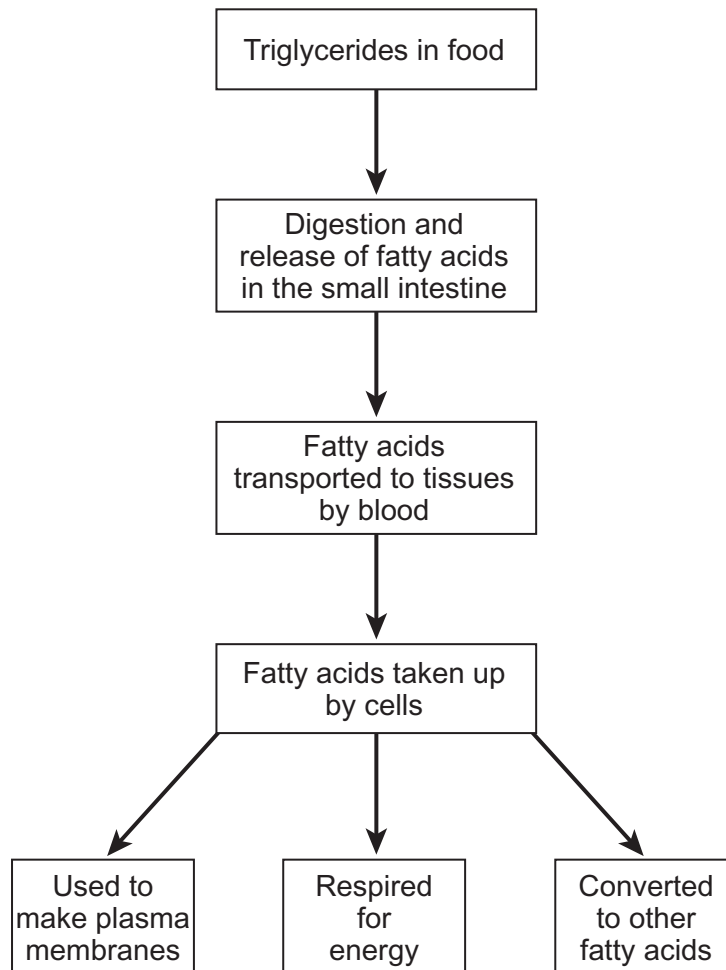 Triglycerides in food
Digestion and
release of fatty acids
in the small intestine
Fatty acids
transported to tissues
by blood
Fatty acids taken up
by cells
Used to
make plasma
membranes
Respired
for
energy
Converted
to other
fatty acids